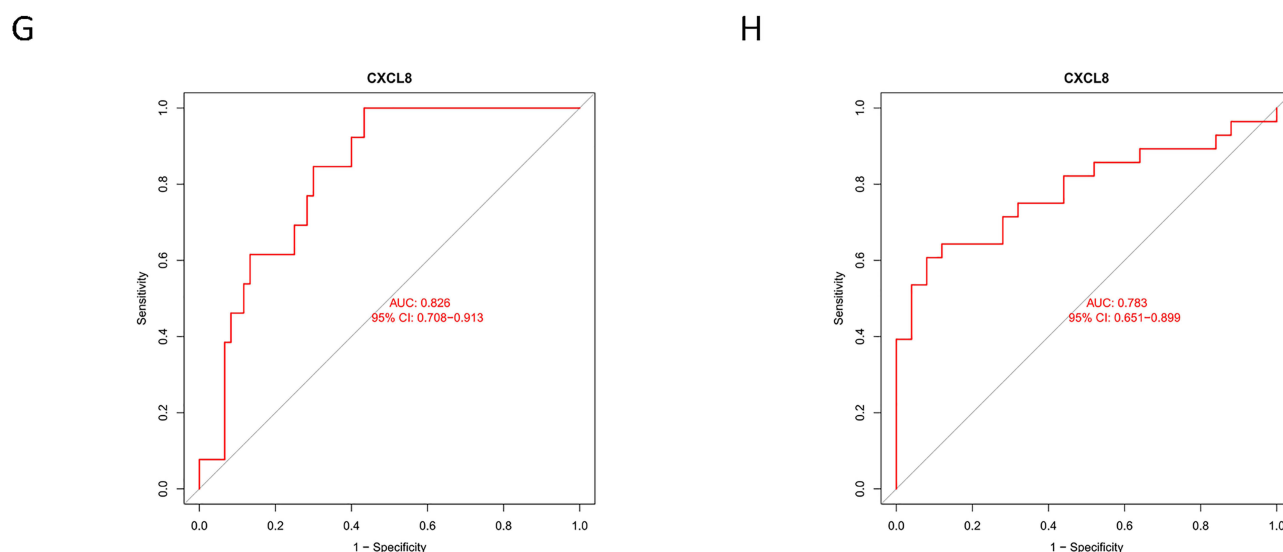 G
H
CXCL8
CXCL8
1.0
0.8
0.6
0.4
0.2
0.0
Sensitivity
AUC: 0.826
95% CI: 0.708−0.913
0.0 0.2 0.4 0.6 0.8 1.0
1 − Specificity
1.0
0.8
0.6
0.4
0.2
0.0
Sensitivity
AUC: 0.783
95% CI: 0.651−0.899
0.0 0.2 0.4 0.6 0.8 1.0
1 − Specificity